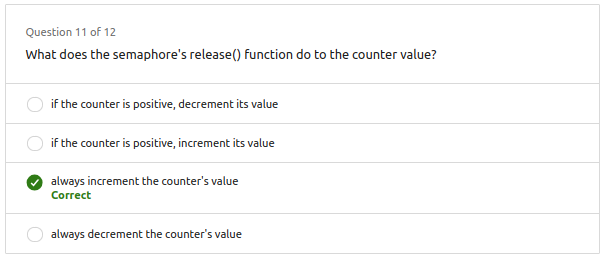 Question 11 of 12
What does the semaphore's release() function do to the counter value?
if the counter is positive, decrement its value
if the counter is positive, increment its value
always increment the counter's value
Correct
always decrement the counter's value